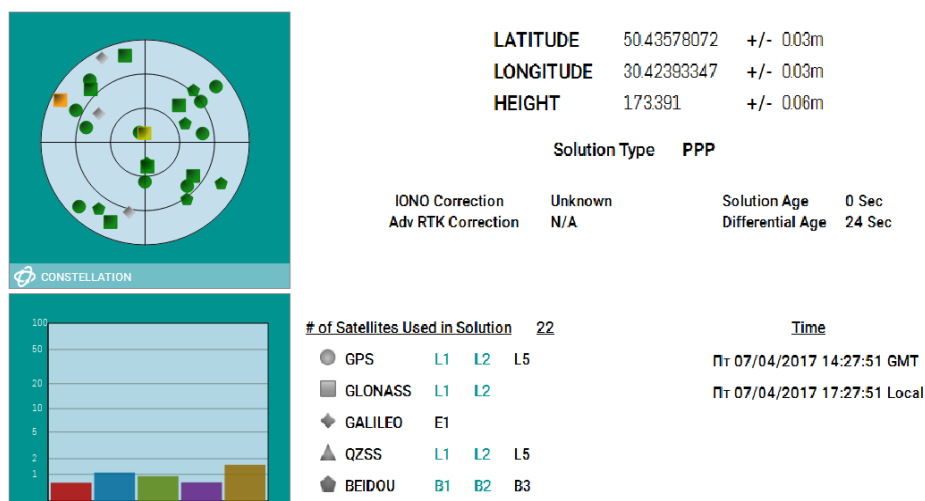 LATITUDE 50.43578072 +/- 0.03m
LONGITUDE 30.42393347 +/- 0.03m
HEIGHT 173.391 +/- 0.06m
Solution Type PPP
IONO Correction Unknown Solution Age 0 Sec
Adv RTK Correction N/A Differential Age 24 Sec
CONSTELLATION
# of Satellites Used in Solution 22 Time
GPS L1 L2 L5 Пт 07/04/2017 14:27:51 GMT
GLONASS L1 L2 Пт 07/04/2017 17:27:51 Local
GALILEO E1
QZSS L1 L2 L5
BEIDOU B1 B2 B3
100
50
20
10
5
2
1